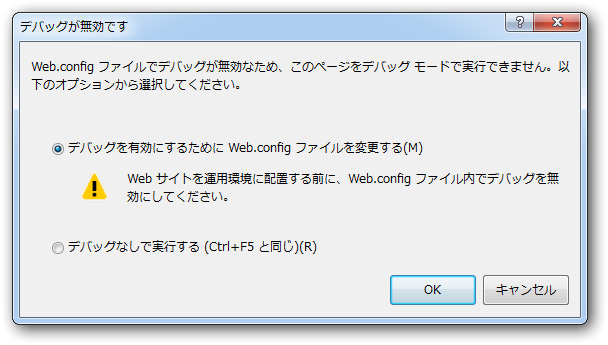 デバッグが無効です
Web.config ファイルでデバッグが無効なため、このページをデバッグ モードで実行できません。以
下のオプションから選択してください。
デバッグを有効にするために Web.config ファイルを変更する(M)
Web サイトを運用環境に配置する前に、Web.config ファイル内でデバッグを無
効にしてください。
デバッグなしで実行する (Ctrl+F5 と同じ)(R)
OK
キャンセル